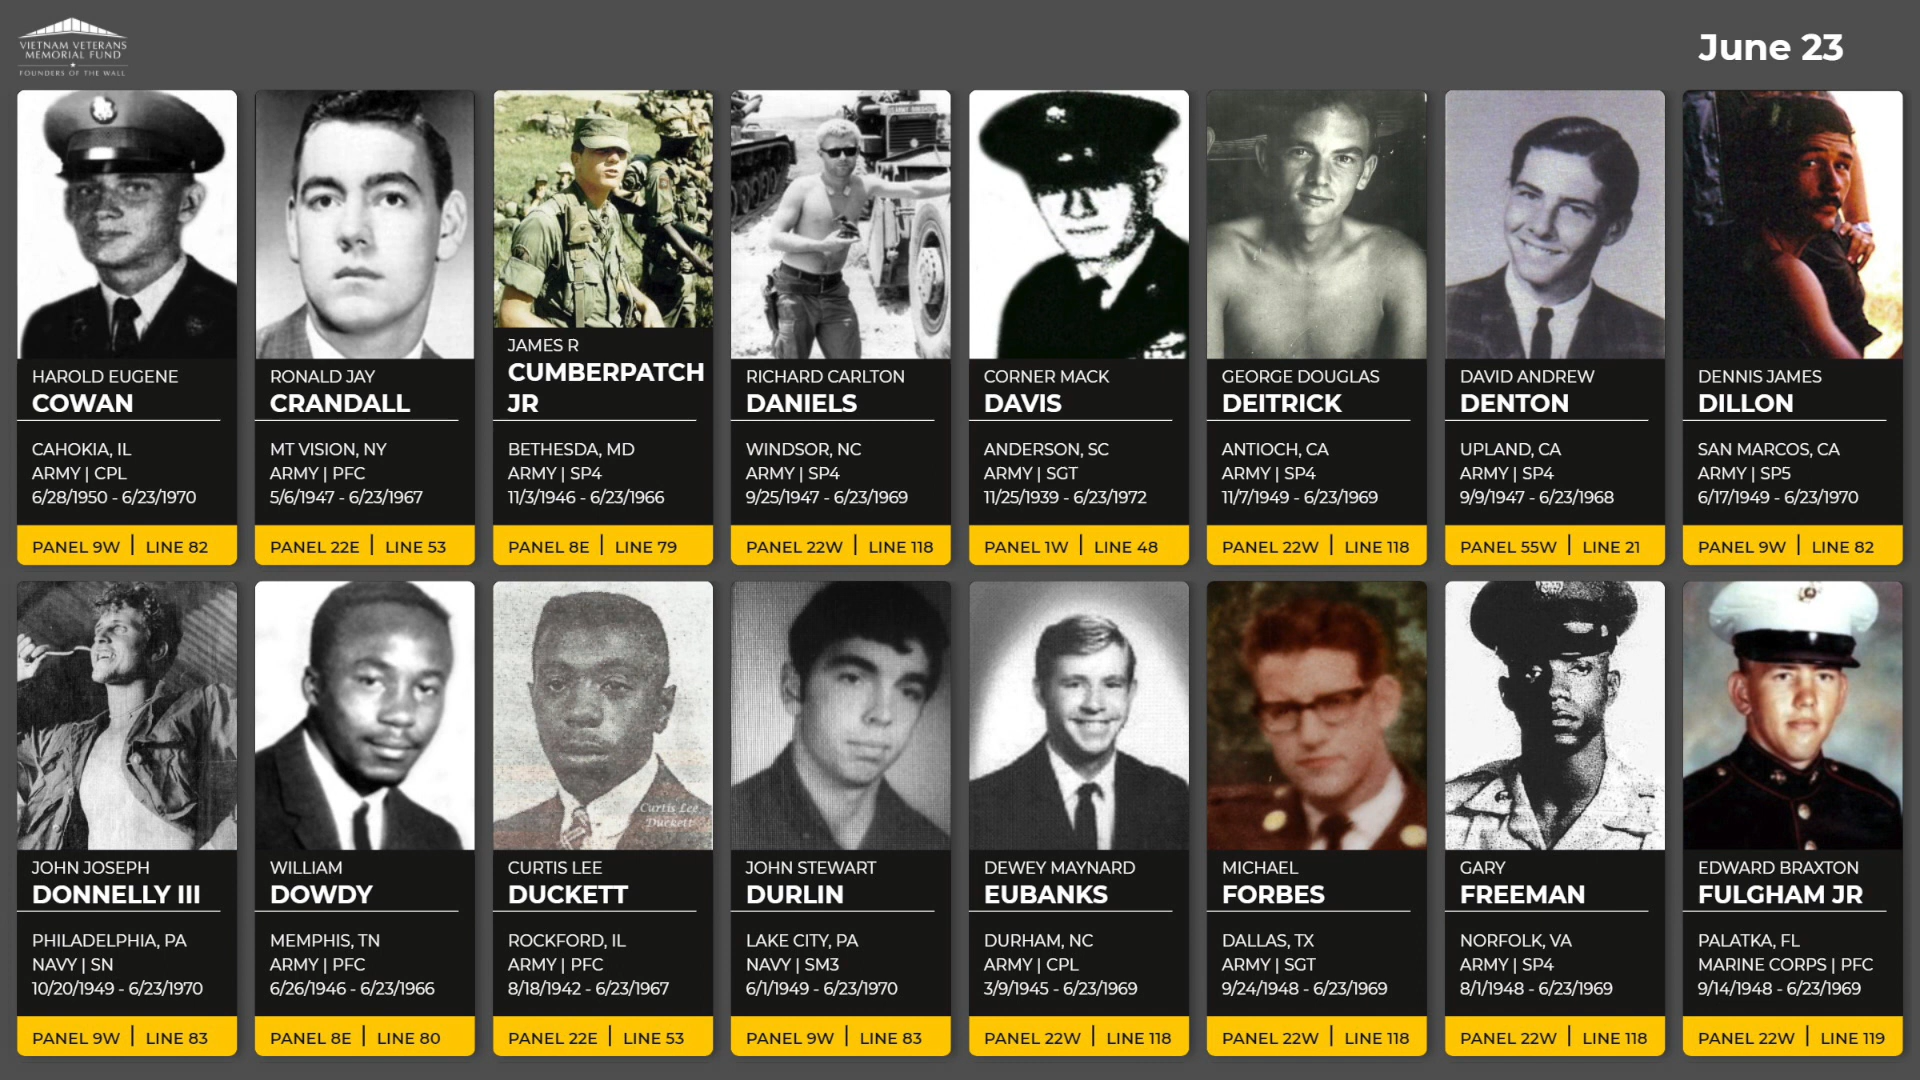 VIETNAM VETERANS
MEMORIAL FUND
FOUNDERS OF THE WALL
June 23
HAROLD EUGENE
COWAN
CAHOKIA, IL
ARMY | CPL
6/28/1950 - 6/23/1970
PANEL 9W | LINE 82
RONALD JAY
CRANDALL
MT VISION, NY
ARMY | PFC
5/6/1947 - 6/23/1967
PANEL 22E | LINE 53
JAMES R
CUMBERPATCH
JR
BETHESDA, MD
ARMY | SP4
11/3/1946 - 6/23/1966
PANEL 8E | LINE 79
RICHARD CARLTON
DANIELS
WINDSOR, NC
ARMY | SP4
9/25/1947 - 6/23/1969
PANEL 22W | LINE 118
CORNER MACK
DAVIS
ANDERSON, SC
ARMY | SGT
11/25/1939 - 6/23/1972
PANEL 1W | LINE 48
GEORGE DOUGLAS
DEITRICK
ANTIOCH, CA
ARMY | SP4
11/7/1949 - 6/23/1969
PANEL 22W | LINE 118
DAVID ANDREW
DENTON
UPLAND, CA
ARMY | SP4
9/9/1947 - 6/23/1968
PANEL 55W | LINE 21
DENNIS JAMES
DILLON
SAN MARCOS, CA
ARMY | SP5
6/17/1949 - 6/23/1970
PANEL 9W | LINE 82
JOHN JOSEPH
DONNELLY III
PHILADELPHIA, PA
NAVY | SN
10/20/1949 - 6/23/1970
PANEL 9W | LINE 83
WILLIAM
DOWDY
MEMPHIS, TN
ARMY | PFC
6/26/1946 - 6/23/1966
PANEL 8E | LINE 80
Curtis Lee
Duckett
CURTIS LEE
DUCKETT
ROCKFORD, IL
ARMY | PFC
8/18/1942 - 6/23/1967
PANEL 22E | LINE 53
JOHN STEWART
DURLIN
LAKE CITY, PA
NAVY | SM3
6/1/1949 - 6/23/1970
PANEL 9W | LINE 83
DEWEY MAYNARD
EUBANKS
DURHAM, NC
ARMY | CPL
3/9/1945 - 6/23/1969
PANEL 22W | LINE 118
MICHAEL
FORBES
DALLAS, TX
ARMY | SGT
9/24/1948 - 6/23/1969
PANEL 22W | LINE 118
GARY
FREEMAN
NORFOLK, VA
ARMY | SP4
8/1/1948 - 6/23/1969
PANEL 22W | LINE 118
EDWARD BRAXTON
FULGHAM JR
PALATKA, FL
MARINE CORPS | PFC
9/14/1948 - 6/23/1969
PANEL 22W | LINE 119